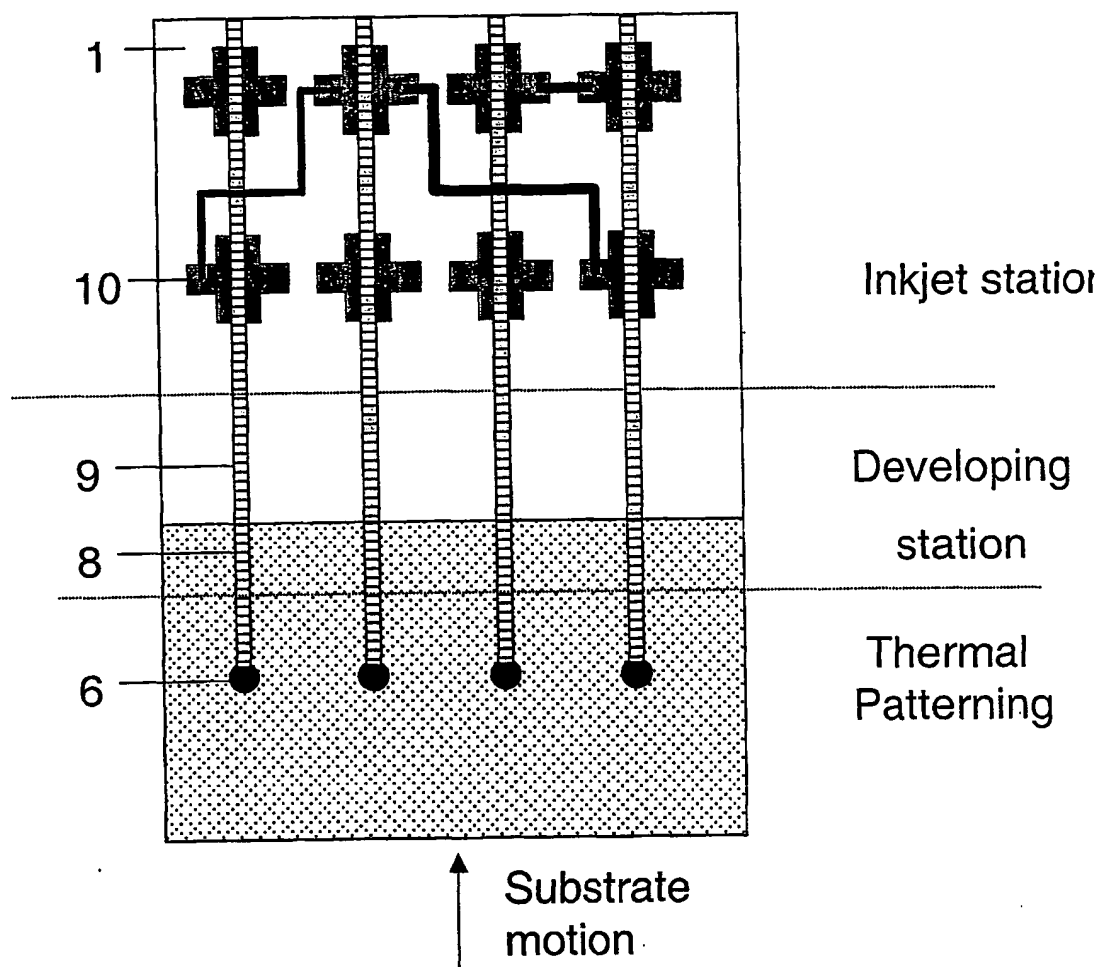 1
10
Inkjet statior
9
Developing
8
station
6
Thermal
Patterning
Substrate
motion